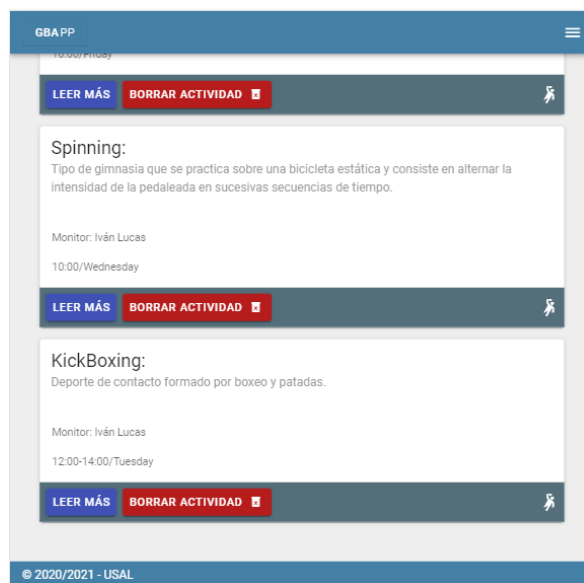 GBAPP
LEER MÁS BORRAR ACTIVIDAD
Spinning:
Tipo de gimnasia que se practica sobre una bicicleta estática y consiste en alternar la
intensidad de la pedaleada en sucesivas secuencias de tiempo.
Monitor: Iván Lucas
10:00/Wednesday
LEER MÁS BORRAR ACTIVIDAD
KickBoxing:
Deporte de contacto formado por boxeo y patadas.
Monitor: Iván Lucas
12:00-14:00/Tuesday
LEER MÁS BORRAR ACTIVIDAD
© 2020/2021 - USAL